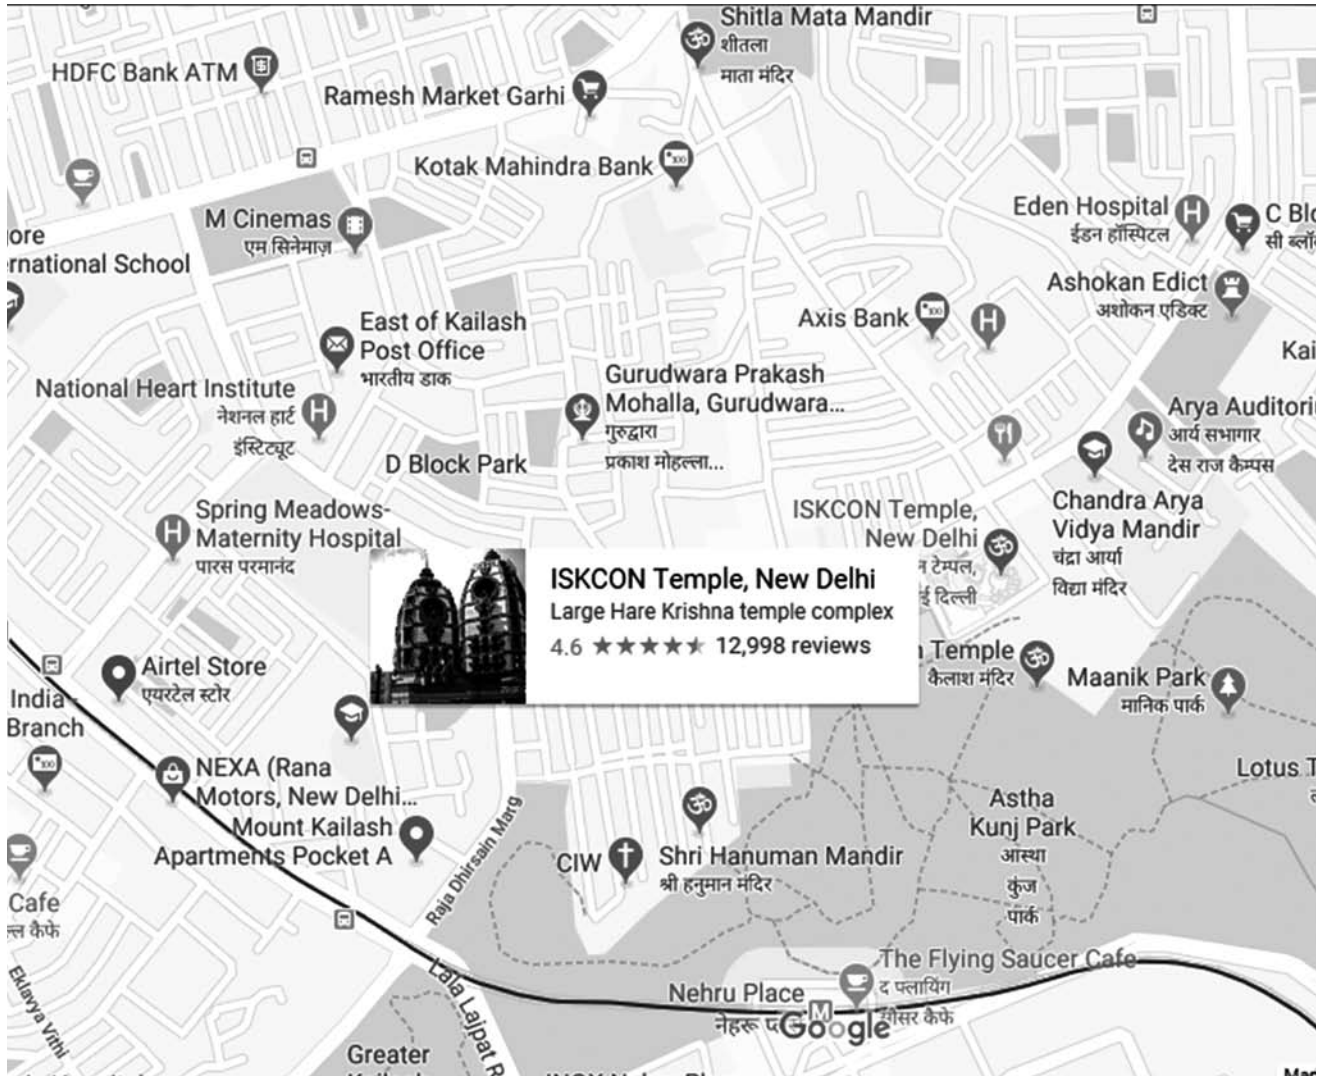 Shitla Mata Mandir
शीतला
माता मंदिर
HDFC Bank ATM
Ramesh Market Garhi
Kotak Mahindra Bank
M Cinemas
एम सिनेमाज़
ore
rnational School
Eden Hospital
ईडन हॉस्पिटल
C Blo
सी ब्लॉ
Ashokan Edict
अशोकन एडिक्ट
Axis Bank
Kai
East of Kailash
Post Office
भारतीय डाक
National Heart Institute
नेशनल हार्ट
इंस्टिट्यूट
Gurudwara Prakash
Mohalla, Gurudwara...
गुरुद्वारा
प्रकाश मोहल्ला...
D Block Park
Arya Auditori
आर्य सभागार
देस राज कैम्पस
Chandra Arya
Vidya Mandir
चंद्रा आर्या
विद्या मंदिर
Spring Meadows-
Maternity Hospital
पारस परमानंद
ISKCON Temple,
New Delhi
न टेम्पल,
ई दिल्ली
ISKCON Temple, New Delhi
Large Hare Krishna temple complex
4.6 ★★★★★ 12,998 reviews
Temple
कैलाश मंदिर
Maanik Park
मानिक पार्क
Airtel Store
एयरटेल स्टोर
India
Branch
NEXA (Rana
Motors, New Delhi...
Mount Kailash
Apartments Pocket A
Raja Dhirsain Marg
CIW
Shri Hanuman Mandir
श्री हनुमान मंदिर
Astha
Kunj Park
आस्था
कुंज
पार्क
Lotus T
Cafe
ल्ल कैफे
Eklavya Vithi
Lala Lajpat R
The Flying Saucer Cafe
द फ्लायिंग
सॉसर कैफे
Nehru Place
नेहरू प्ल
M
Google
Greater